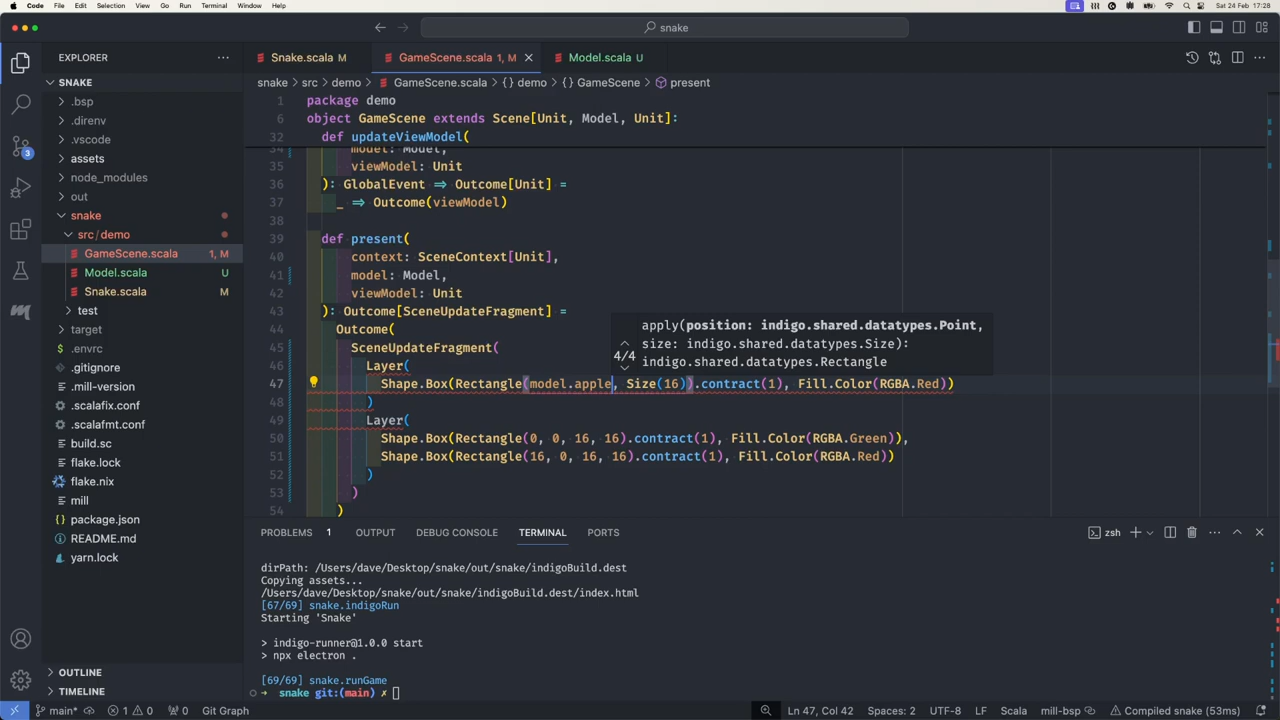 Code File Edit Selection View Go Run Terminal Window Help
Sat 24 Feb 17:28
snake
EXPLORER
SNAKE
.bsp
.direnv
.vscode
assets
node_modules
out
snake
src/demo
GameScene.scala 1, M
Model.scala U
Snake.scala M
test
target
.envrc
.gitignore
.mill-version
.scalafix.conf
.scalafmt.conf
build.sc
flake.lock
flake.nix
mill
package.json
README.md
yarn.lock
OUTLINE
TIMELINE
Snake.scala M
GameScene.scala 1, M
Model.scala U
snake > src > demo > GameScene.scala > {} demo > {} GameScene > present
1 package demo
6 object GameScene extends Scene[Unit, Model, Unit]:
32 def updateViewModel(
34 model: Model,
35 viewModel: Unit
36 ): GlobalEvent => Outcome[Unit] =
37 _ => Outcome(viewModel)
38
39 def present(
40 context: SceneContext[Unit],
41 model: Model,
42 viewModel: Unit
43 ): Outcome[SceneUpdateFragment] =
44 Outcome(
45 SceneUpdateFragment(
46 Layer(
47 Shape.Box(Rectangle(model.apple, Size(16)).contract(1), Fill.Color(RGBA.Red))
48 )
49 Layer(
50 Shape.Box(Rectangle(0, 0, 16, 16).contract(1), Fill.Color(RGBA.Green)),
51 Shape.Box(Rectangle(16, 0, 16, 16).contract(1), Fill.Color(RGBA.Red))
52 )
53 )
54 )
4/4
apply(position: indigo.shared.datatypes.Point,
size: indigo.shared.datatypes.Size):
indigo.shared.datatypes.Rectangle
PROBLEMS 1 OUTPUT DEBUG CONSOLE TERMINAL PORTS
zsh
dirPath: /Users/dave/Desktop/snake/out/snake/indigoBuild.dest
Copying assets...
/Users/dave/Desktop/snake/out/snake/indigoBuild.dest/index.html
[67/69] snake.indigoRun
Starting 'Snake'
> indigo-runner@1.0.0 start
> npx electron .
[69/69] snake.runGame
➜ snake git:(main) ✗
3
main* 1 0 0 Git Graph
Ln 47, Col 42 Spaces: 2 UTF-8 LF Scala mill-bsp Compiled snake (53ms)